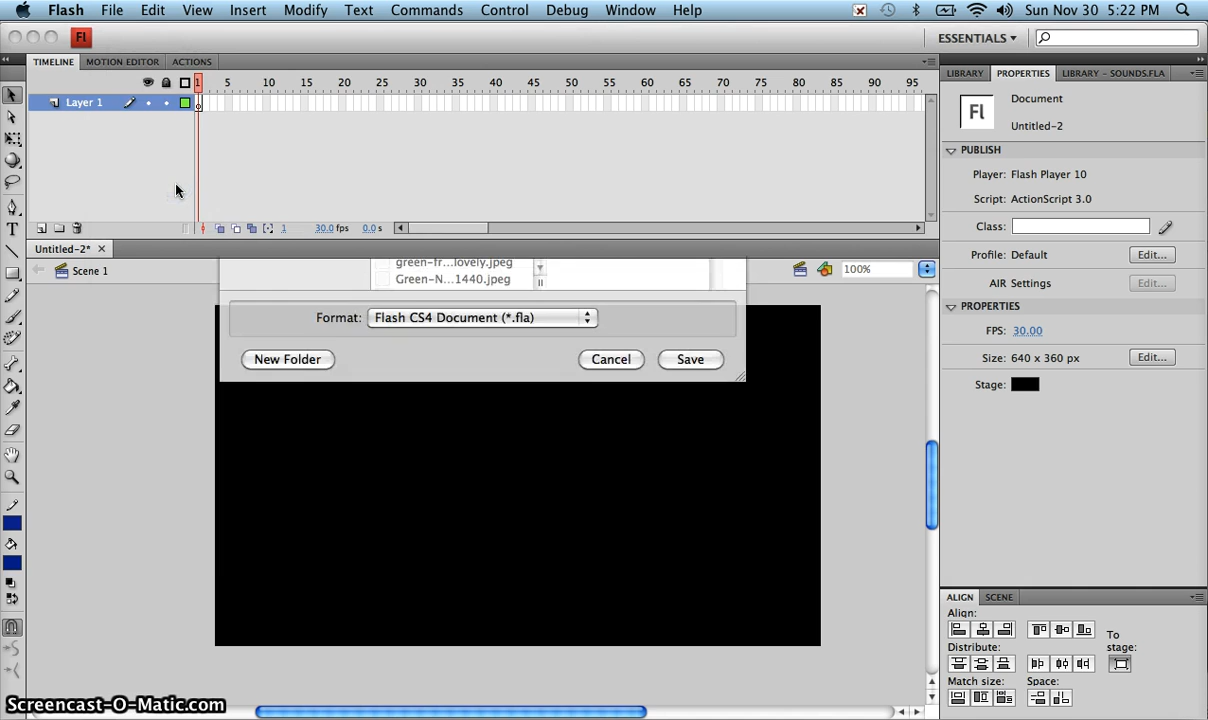 Flash File Edit View Insert Modify Text Commands Control Debug Window Help Sun Nov 30 5:22 PM
Fl ESSENTIALS
TIMELINE MOTION EDITOR ACTIONS
1 5 10 15 20 25 30 35 40 45 50 55 60 65 70 75 80 85 90 95
Layer 1
1 30.0 fps 0.0 s
Untitled-2*
Scene 1 100%
green-fr...lovely.jpeg
Green-N...1440.jpeg
Format: Flash CS4 Document (*.fla)
New Folder Cancel Save
LIBRARY PROPERTIES LIBRARY - SOUNDS.FLA
Fl Document
Untitled-2
PUBLISH
Player: Flash Player 10
Script: ActionScript 3.0
Class:
Profile: Default Edit...
AIR Settings Edit...
PROPERTIES
FPS: 30.00
Size: 640 x 360 px Edit...
Stage:
ALIGN SCENE
Align:
To
stage:
Distribute:
Match size: Space:
Screencast-O-Matic.com